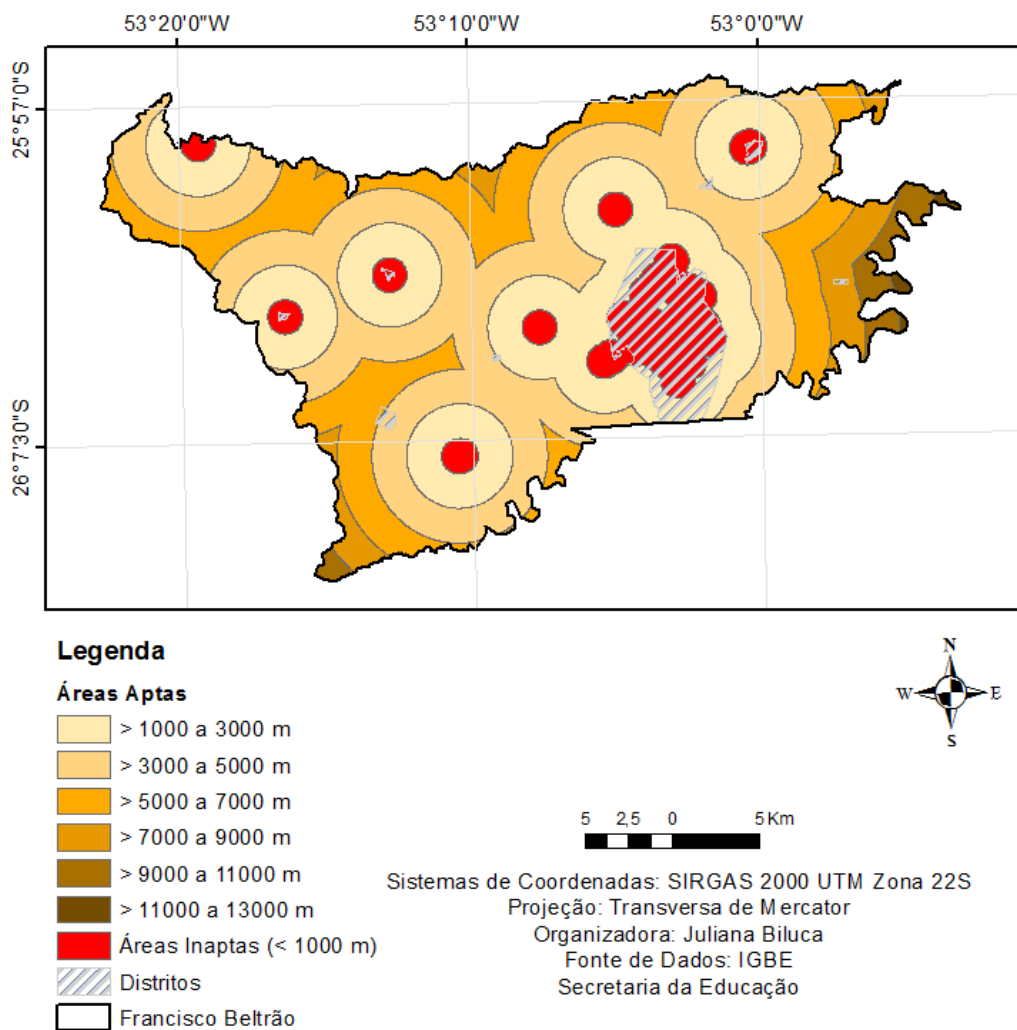 53°20'0"W 53°10'0"W 53°0'0"W
25°57'0"S
26°7'30"S
Legenda
Áreas Aptas
> 1000 a 3000 m
> 3000 a 5000 m
> 5000 a 7000 m
> 7000 a 9000 m
> 9000 a 11000 m
> 11000 a 13000 m
Áreas Inaptas (< 1000 m)
Distritos
Francisco Beltrão
N
W E
S
5 2,5 0 5 Km
Sistemas de Coordenadas: SIRGAS 2000 UTM Zona 22S
Projeção: Transversa de Mercator
Organizadora: Juliana Biluca
Fonte de Dados: IGBE
Secretaria da Educação